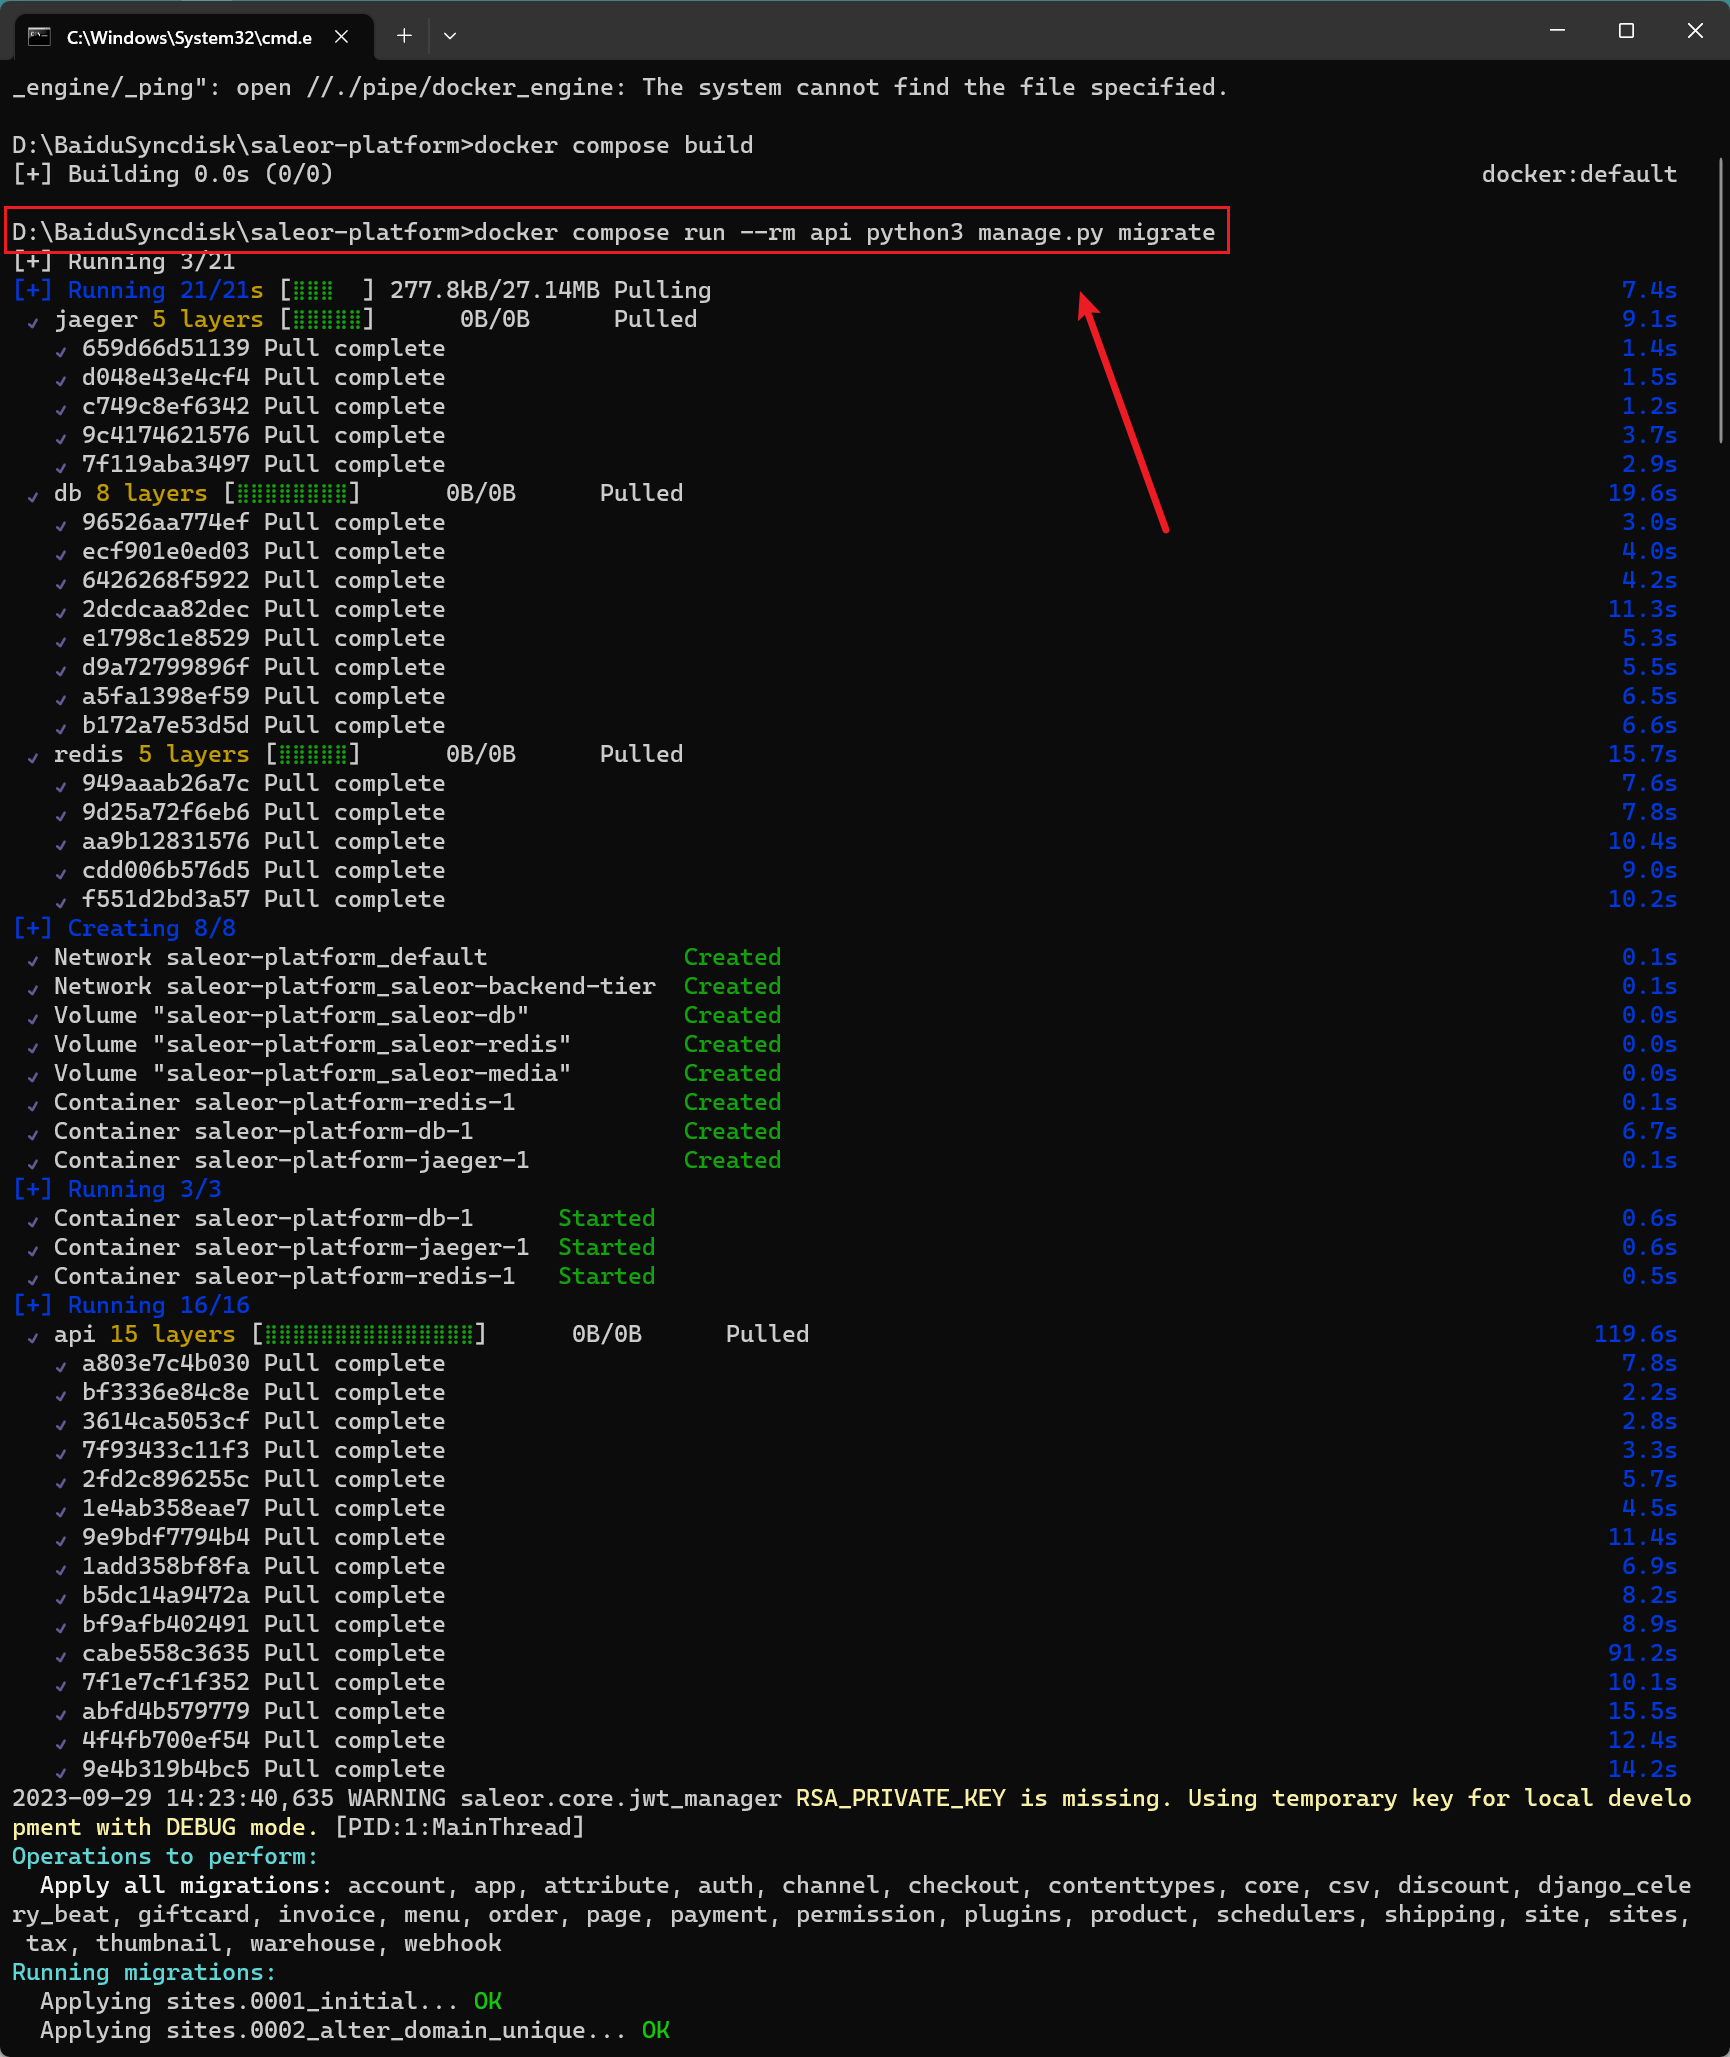 C:\Windows\System32\cmd.e
_engine/_ping": open //./pipe/docker_engine: The system cannot find the file specified.
D:\BaiduSyncdisk\saleor-platform>docker compose build
[+] Building 0.0s (0/0) docker:default
D:\BaiduSyncdisk\saleor-platform>docker compose run --rm api python3 manage.py migrate
[+] Running 3/21
[+] Running 21/21s [⣿⣿⣿  ] 277.8kB/27.14MB Pulling 7.4s
✔ jaeger 5 layers [⣿⣿⣿⣿⣿] 0B/0B Pulled 9.1s
✔ 659d66d51139 Pull complete 1.4s
✔ d048e43e4cf4 Pull complete 1.5s
✔ c749c8ef6342 Pull complete 1.2s
✔ 9c4174621576 Pull complete 3.7s
✔ 7f119aba3497 Pull complete 2.9s
✔ db 8 layers [⣿⣿⣿⣿⣿⣿⣿⣿] 0B/0B Pulled 19.6s
✔ 96526aa774ef Pull complete 3.0s
✔ ecf901e0ed03 Pull complete 4.0s
✔ 6426268f5922 Pull complete 4.2s
✔ 2dcdcaa82dec Pull complete 11.3s
✔ e1798c1e8529 Pull complete 5.3s
✔ d9a72799896f Pull complete 5.5s
✔ a5fa1398ef59 Pull complete 6.5s
✔ b172a7e53d5d Pull complete 6.6s
✔ redis 5 layers [⣿⣿⣿⣿⣿] 0B/0B Pulled 15.7s
✔ 949aaab26a7c Pull complete 7.6s
✔ 9d25a72f6eb6 Pull complete 7.8s
✔ aa9b12831576 Pull complete 10.4s
✔ cdd006b576d5 Pull complete 9.0s
✔ f551d2bd3a57 Pull complete 10.2s
[+] Creating 8/8
✔ Network saleor-platform_default Created 0.1s
✔ Network saleor-platform_saleor-backend-tier Created 0.1s
✔ Volume "saleor-platform_saleor-db" Created 0.0s
✔ Volume "saleor-platform_saleor-redis" Created 0.0s
✔ Volume "saleor-platform_saleor-media" Created 0.0s
✔ Container saleor-platform-redis-1 Created 0.1s
✔ Container saleor-platform-db-1 Created 6.7s
✔ Container saleor-platform-jaeger-1 Created 0.1s
[+] Running 3/3
✔ Container saleor-platform-db-1 Started 0.6s
✔ Container saleor-platform-jaeger-1 Started 0.6s
✔ Container saleor-platform-redis-1 Started 0.5s
[+] Running 16/16
✔ api 15 layers [⣿⣿⣿⣿⣿⣿⣿⣿⣿⣿⣿⣿⣿⣿⣿] 0B/0B Pulled 119.6s
✔ a803e7c4b030 Pull complete 7.8s
✔ bf3336e84c8e Pull complete 2.2s
✔ 3614ca5053cf Pull complete 2.8s
✔ 7f93433c11f3 Pull complete 3.3s
✔ 2fd2c896255c Pull complete 5.7s
✔ 1e4ab358eae7 Pull complete 4.5s
✔ 9e9bdf7794b4 Pull complete 11.4s
✔ 1add358bf8fa Pull complete 6.9s
✔ b5dc14a9472a Pull complete 8.2s
✔ bf9afb402491 Pull complete 8.9s
✔ cabe558c3635 Pull complete 91.2s
✔ 7f1e7cf1f352 Pull complete 10.1s
✔ abfd4b579779 Pull complete 15.5s
✔ 4f4fb700ef54 Pull complete 12.4s
✔ 9e4b319b4bc5 Pull complete 14.2s
2023-09-29 14:23:40,635 WARNING saleor.core.jwt_manager RSA_PRIVATE_KEY is missing. Using temporary key for local develo
pment with DEBUG mode. [PID:1:MainThread]
Operations to perform:
Apply all migrations: account, app, attribute, auth, channel, checkout, contenttypes, core, csv, discount, django_cele
ry_beat, giftcard, invoice, menu, order, page, payment, permission, plugins, product, schedulers, shipping, site, sites,
tax, thumbnail, warehouse, webhook
Running migrations:
Applying sites.0001_initial... OK
Applying sites.0002_alter_domain_unique... OK